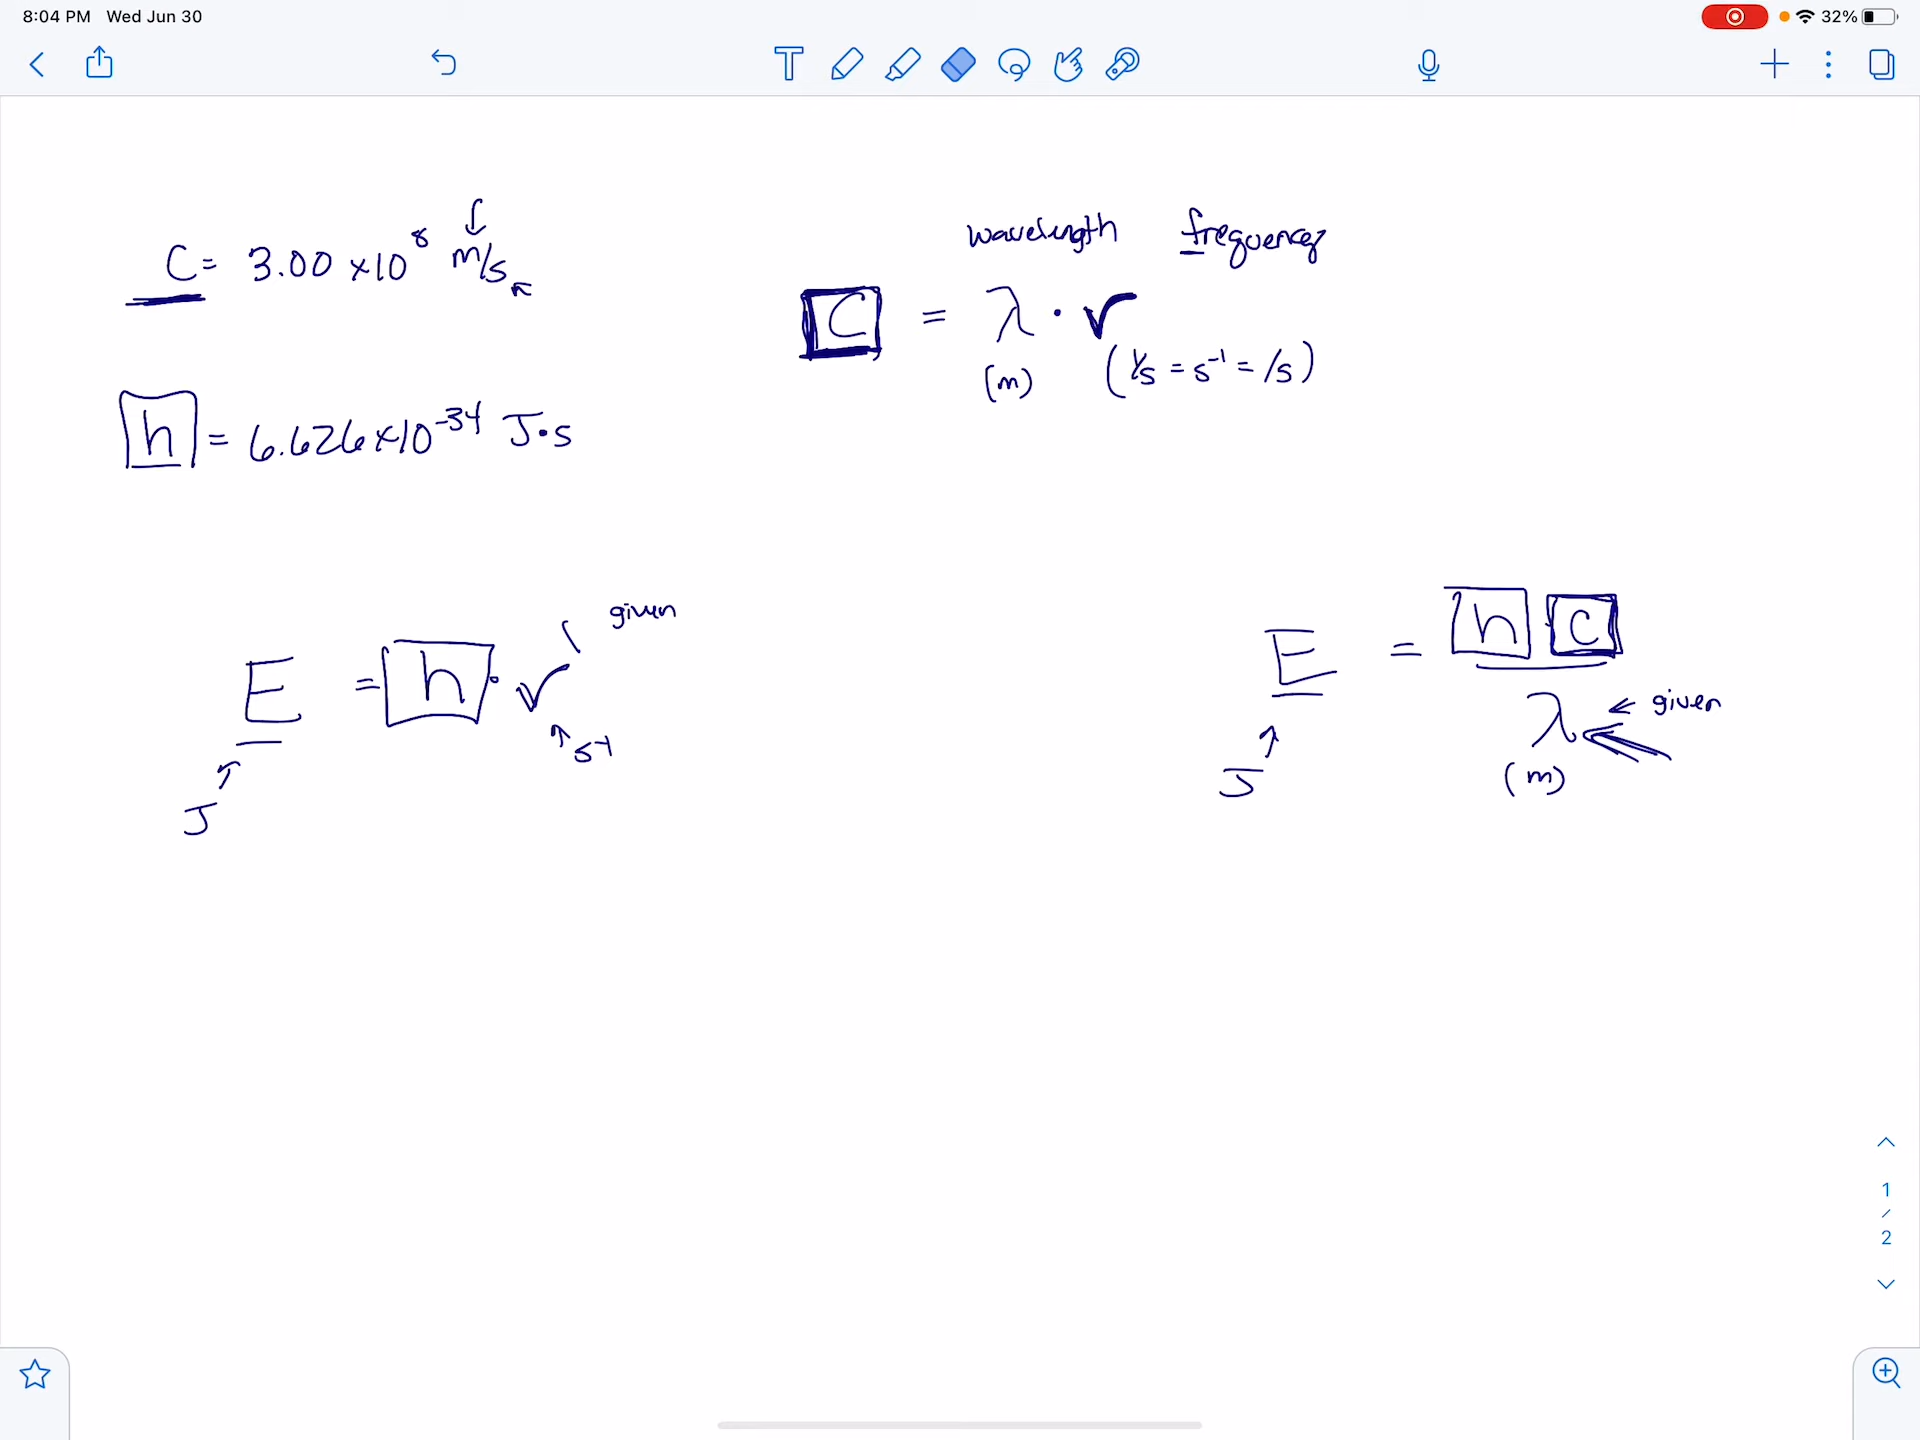 8:04 PM Wed Jun 30
32%
C = 3.00 ×10⁸ m/s
wavelength frequency
C = λ · ν
(m) (1/s = s⁻¹ = /s)
h = 6.626×10⁻³⁴ J·s
given
E = h · ν
s⁻¹
J
E = h c
λ given
(m)
J
1
/
2